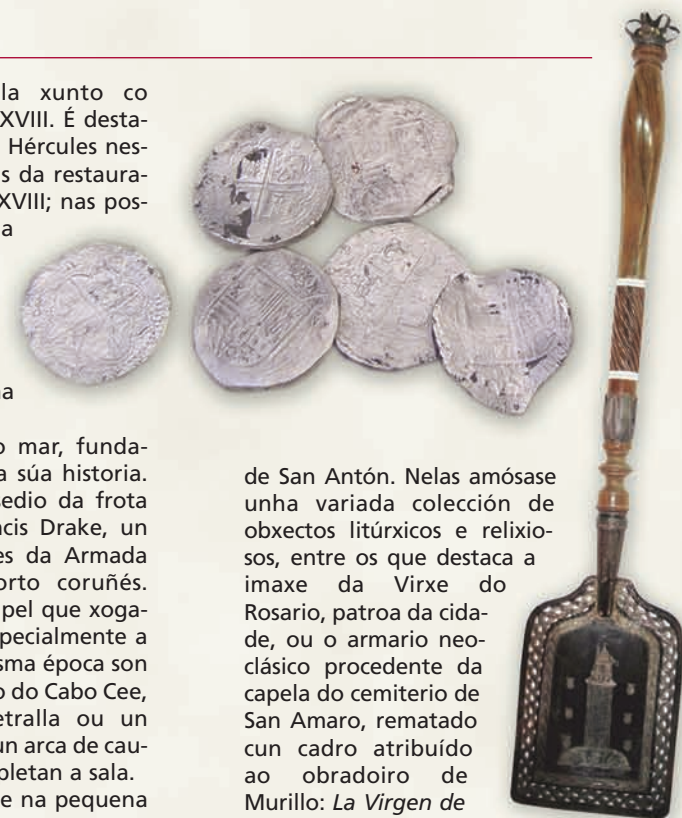 la xunto co
XVIII. É desta-
Hércules nes-
s da restaura-
XVIII; nas pos-
a
na
o mar, funda-
a súa historia.
sedio da frota
ncis Drake, un
es da Armada
orto coruñés.
pel que xoga-
specialmente a
sma época son
o do Cabo Cee,
etralla ou un
un arca de cau-
pletan a sala.
e na pequena
de San Antón. Nelas amósase
unha variada colección de
obxectos litúrxicos e relixio-
sos, entre os que destaca a
imaxe da Virxe do
Rosario, patroa da cida-
de, ou o armario neo-
clásico procedente da
capela do cemiterio de
San Amaro, rematado
cun cadro atribuído
ao obradoiro de
Murillo: La Virgen de